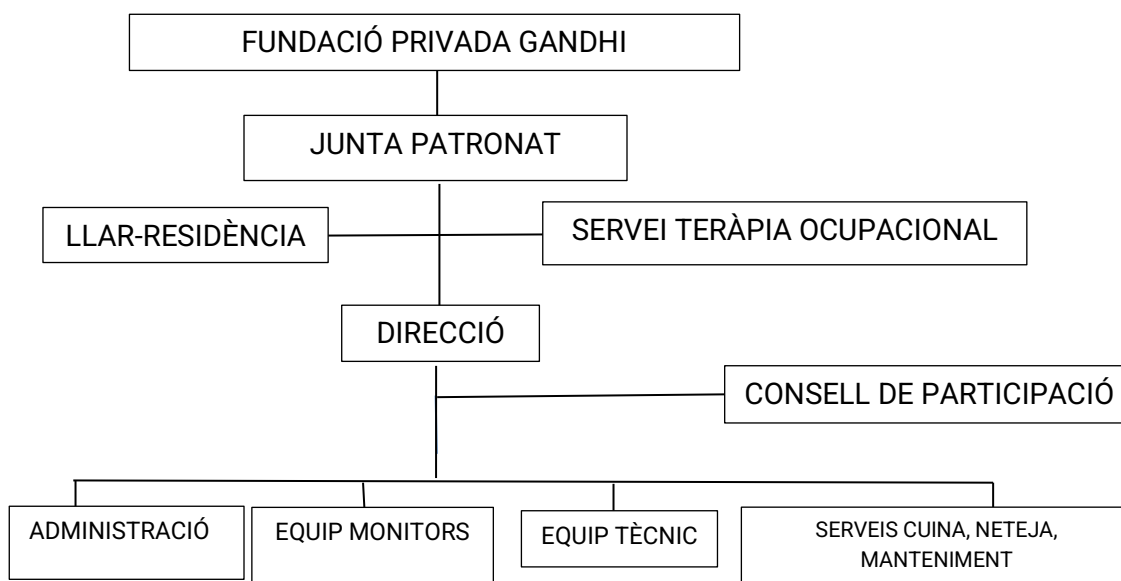 FUNDACIÓ PRIVADA GANDHI
JUNTA PATRONAT
LLAR-RESIDÈNCIA
SERVEI TERÀPIA OCUPACIONAL
DIRECCIÓ
CONSELL DE PARTICIPACIÓ
ADMINISTRACIÓ
EQUIP MONITORS
EQUIP TÈCNIC
SERVEIS CUINA, NETEJA,
MANTENIMENT